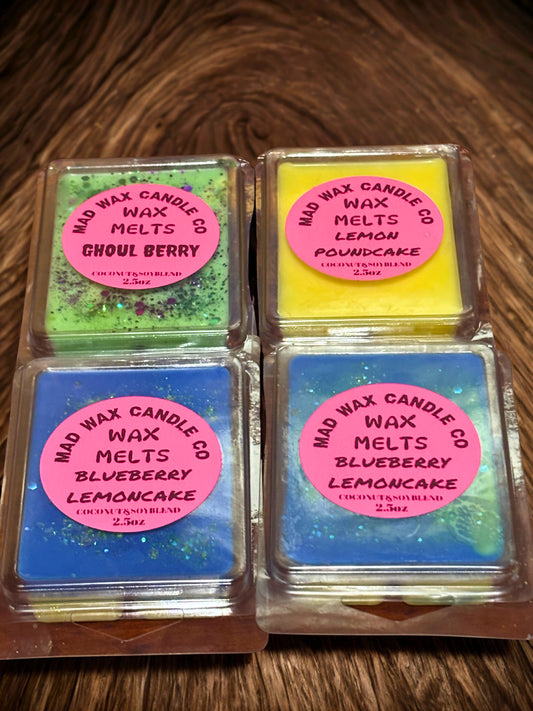 MAD WAX CANDLE CO
WAX
MELTS
GHOUL BERRY
COCONUT&SOYBLEND
2.5oz
MAD WAX CANDLE CO
WAX
MELTS
LEMON
POUNDCAKE
COCONUT&SOYBLEND
2.5oz
MAD WAX CANDLE CO
WAX
MELTS
BLUEBERRY
LEMONCAKE
COCONUT&SOYBLEND
2.5oz
MAD WAX CANDLE CO
WAX
MELTS
BLUEBERRY
LEMONCAKE
COCONUT&SOYBLEND
2.5oz